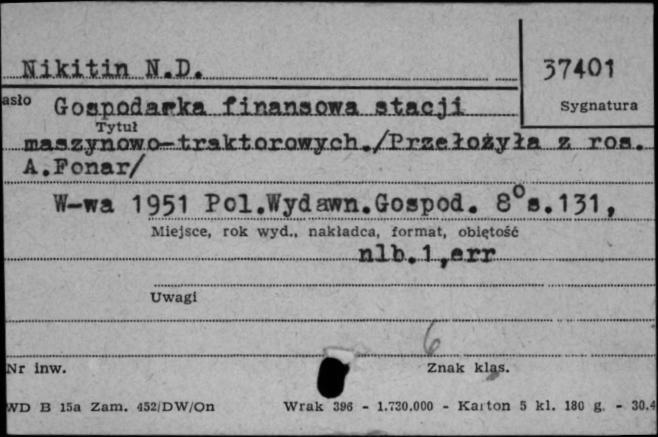 Nikitin N.D.
37401
asło
Gospodarka finansowa stacji
Sygnatura
Tytuł
maszynowo-traktorowych./Przełożyła z ros.
A.Fonar/
W-wa 1951 Pol.Wydawn.Gospod. 8°s.131,
Miejsce, rok wyd., nakładca, format, obiętość
nlb.1,err
Uwagi
6
Nr inw.
Znak klas.
WD B 15a Zam. 452/DW/On Wrak 396 - 1.730.000 - Karton 5 kl. 180 g. - 30.4